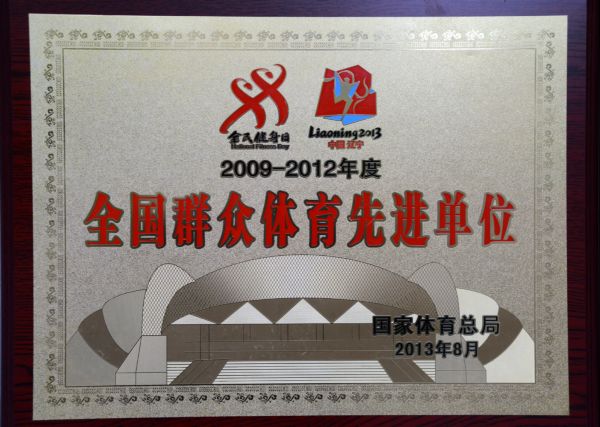 全民健身日
National Fitness Day
Liaoning2013
中国辽宁
2009-2012年度
全国群众体育先进单位
国家体育总局
2013年8月